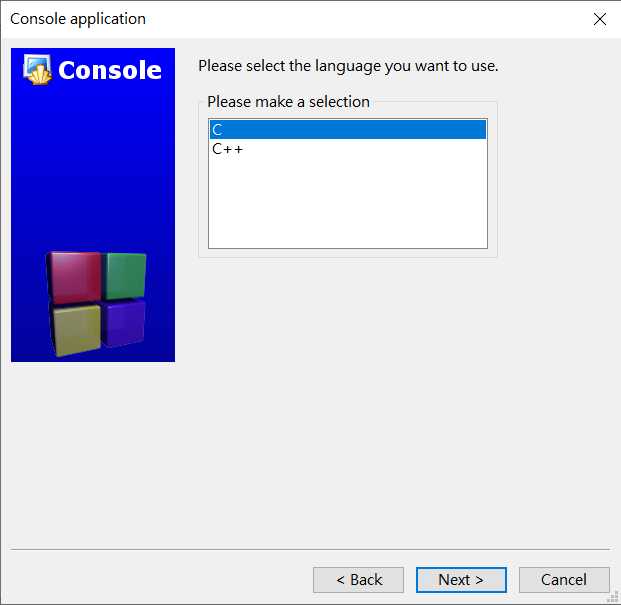 Console application
Console
Please select the language you want to use.
Please make a selection
C
C++
< Back
Next >
Cancel